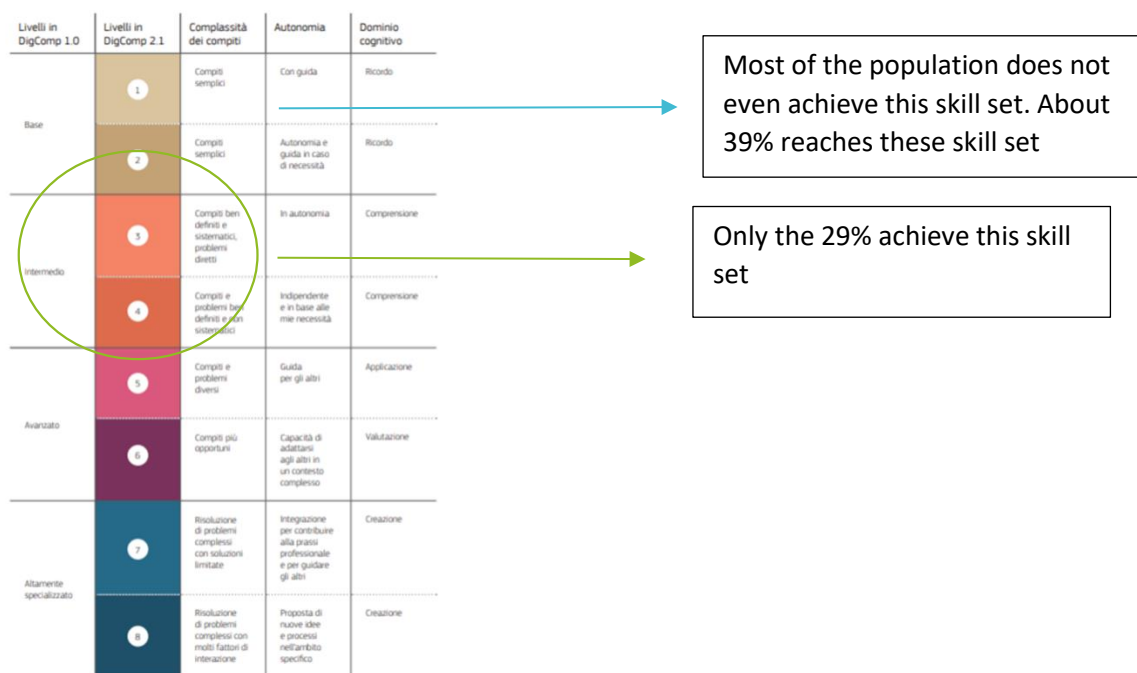 Livelli in
DigComp 1.0
Livelli in
DigComp 2.1
Complassità
dei compiti
Autonomia
Dominio
cognitivo
Base
1
Compiti
semplici
Con guida
Ricordo
2
Compiti
semplici
Autonomia e
guida in caso
di necessità
Ricordo
Intermedio
3
Compiti ben
definiti e
sistematici,
problemi
diretti
In autonomia
Comprensione
4
Compiti e
problemi ben
definiti e non
sistematici
Indipendente
e in base alle
mie necessità
Comprensione
Avanzato
5
Compiti e
problemi
diversi
Guida
per gli altri
Applicazione
6
Compiti più
opportuni
Capacità di
adattarsi
agli altri in
un contesto
complesso
Valutazione
Altamente
specializzato
7
Risoluzione
di problemi
complessi
con soluzioni
limitate
Integrazione
per contribuire
alla prassi
professionale
e per guidare
gli altri
Creazione
8
Risoluzione
di problemi
complessi con
molti fattori di
interazione
Proposta di
nuove idee
e processi
nell'ambito
specifico
Creazione
Most of the population does not
even achieve this skill set. About
39% reaches these skill set
Only the 29% achieve this skill
set